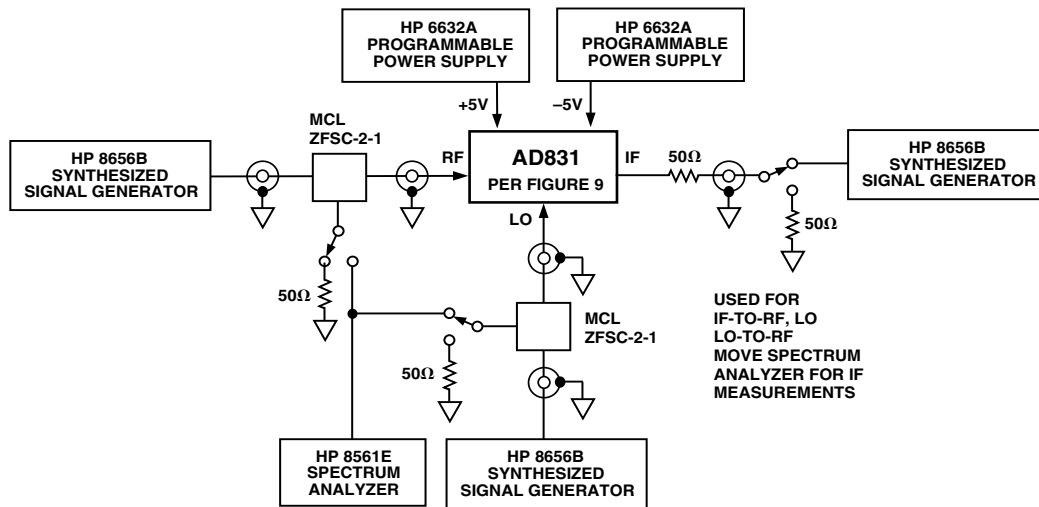 HP 6632A
PROGRAMMABLE
POWER SUPPLY
HP 6632A
PROGRAMMABLE
POWER SUPPLY
+5V
–5V
MCL
ZFSC-2-1
HP 8656B
SYNTHESIZED
SIGNAL GENERATOR
RF
AD831
PER FIGURE 9
IF
LO
50Ω
HP 8656B
SYNTHESIZED
SIGNAL GENERATOR
50Ω
50Ω
MCL
ZFSC-2-1
50Ω
USED FOR
IF-TO-RF, LO
LO-TO-RF
MOVE SPECTRUM
ANALYZER FOR IF
MEASUREMENTS
HP 8561E
SPECTRUM
ANALYZER
HP 8656B
SYNTHESIZED
SIGNAL GENERATOR